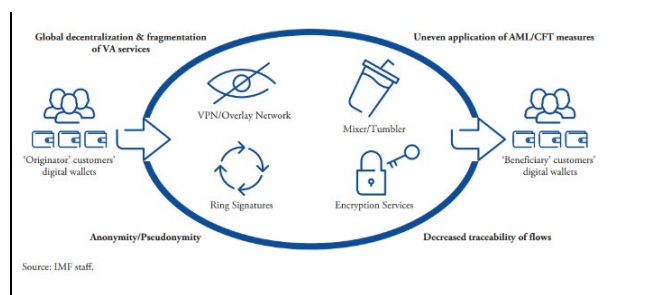 Global decentralization & fragmentation
of VA services
Uneven application of AML/CFT measures
VPN/Overlay Network
Mixer/Tumbler
'Originator' customers'
digital wallets
'Beneficiary' customers'
digital wallets
Ring Signatures
Encryption Services
Anonymity/Pseudonymity
Decreased traceability of flows
Source: IMF staff.